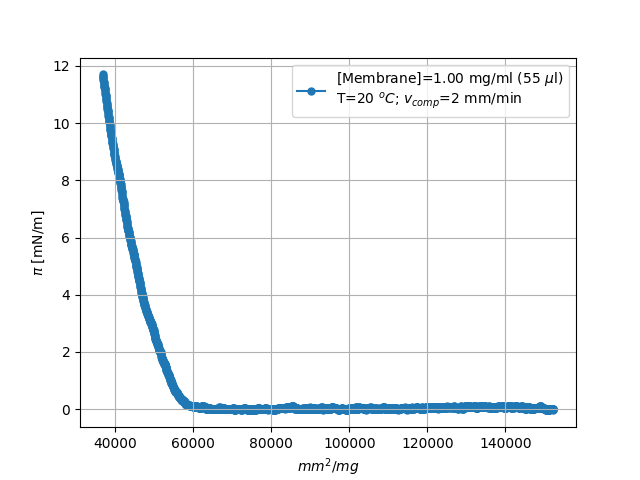 [Membrane]=1.00 mg/ml (55 μl)
T=20 °C; v_comp=2 mm/min
12
10
8
6
4
2
0
π [mN/m]
40000 60000 80000 100000 120000 140000
mm²/mg